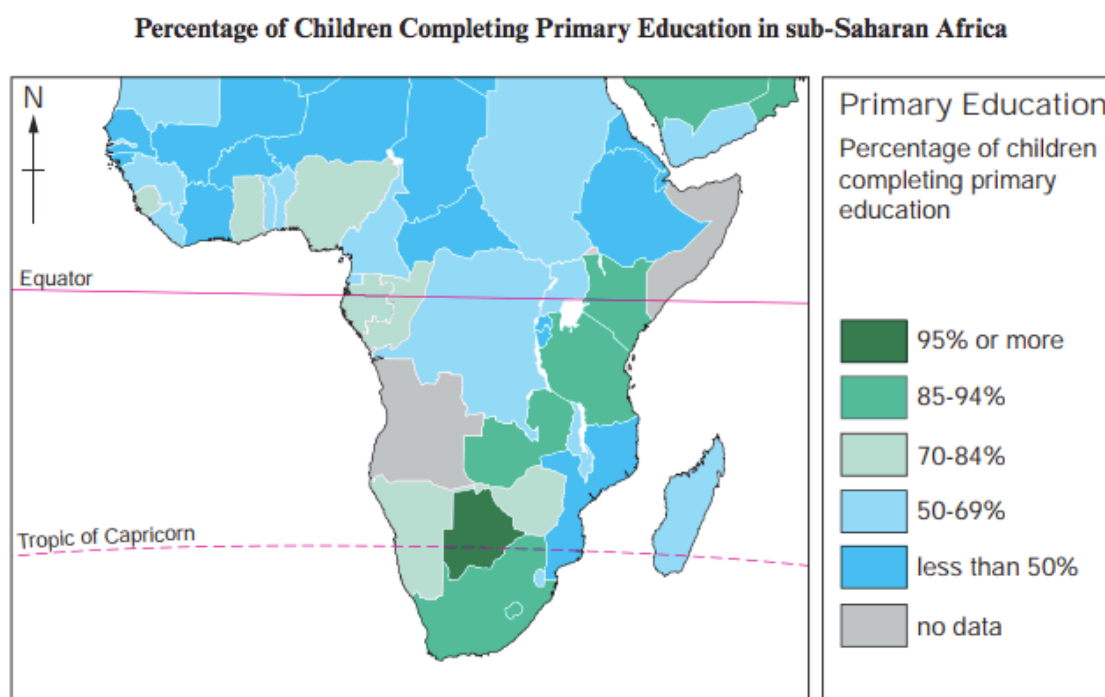 Percentage of Children Completing Primary Education in sub-Saharan Africa
N
Equator
Tropic of Capricorn
Primary Education
Percentage of children
completing primary
education
95% or more
85-94%
70-84%
50-69%
less than 50%
no data